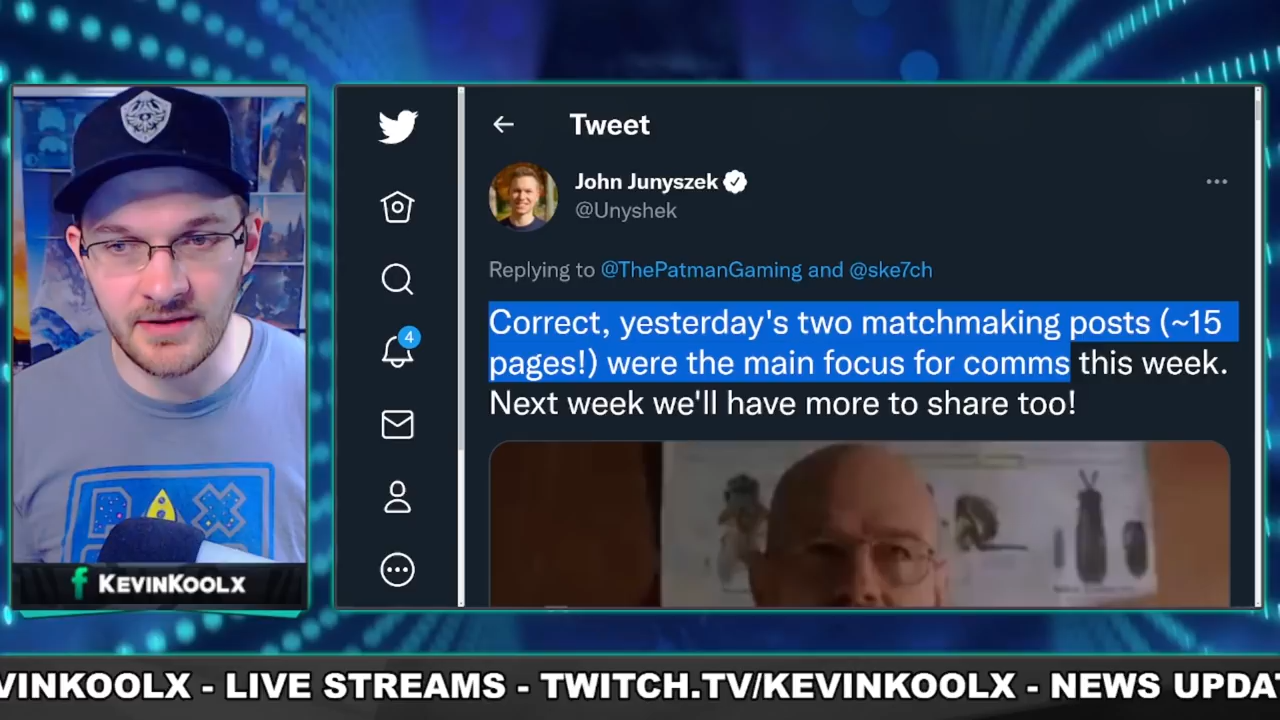 Tweet
John Junyszek
@Unyshek
Replying to @ThePatmanGaming and @ske7ch
Correct, yesterday's two matchmaking posts (~15
pages!) were the main focus for comms this week.
Next week we'll have more to share too!
4
KEVINKOOLX
VINKOOLX - LIVE STREAMS - TWITCH.TV/KEVINKOOLX - NEWS UPDA